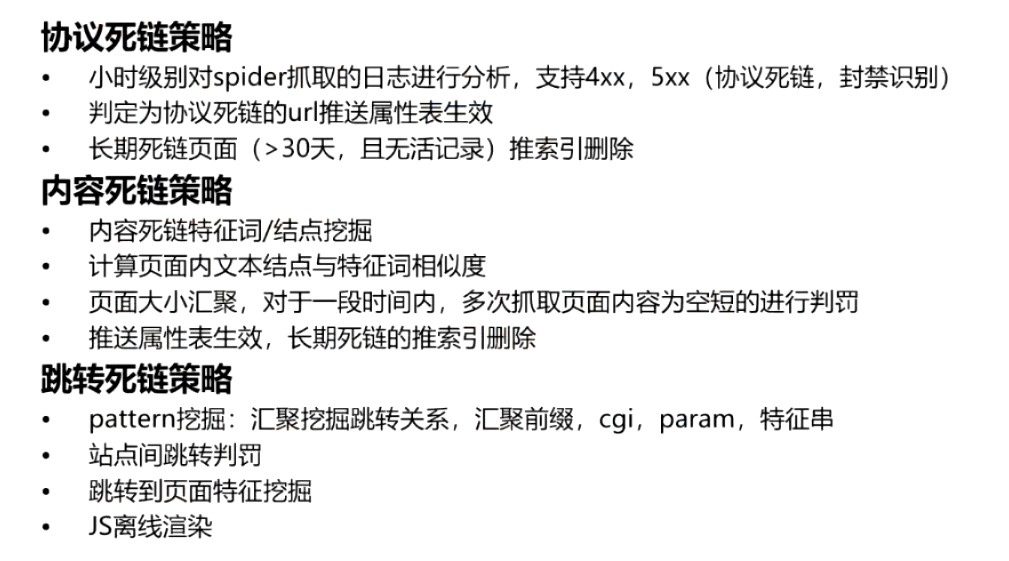 协议死链策略
• 小时级别对spider抓取的日志进行分析，支持4xx，5xx（协议死链，封禁识别）
• 判定为协议死链的url推送属性表生效
• 长期死链页面（>30天，且无活记录）推索引删除
内容死链策略
• 内容死链特征词/结点挖掘
• 计算页面内文本结点与特征词相似度
• 页面大小汇聚，对于一段时间内，多次抓取页面内容为空短的进行判罚
• 推送属性表生效，长期死链的推索引删除
跳转死链策略
• pattern挖掘：汇聚挖掘跳转关系，汇聚前缀，cgi，param，特征串
• 站点间跳转判罚
• 跳转到页面特征挖掘
• JS离线渲染